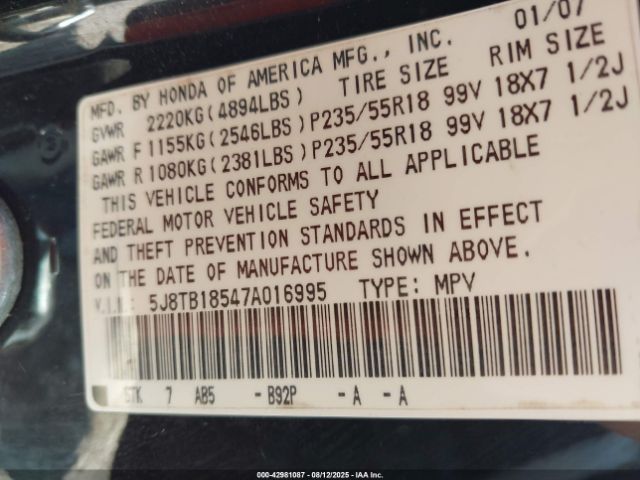 MFD. BY HONDA OF AMERICA MFG., INC. 01/07
GVWR 2220KG(4894LBS) TIRE SIZE RIM SIZE
GAWR F 1155KG(2546LBS)P235/55R18 99V 18X7 1/2J
GAWR R 1080KG(2381LBS)P235/55R18 99V 18X7 1/2J
THIS VEHICLE CONFORMS TO ALL APPLICABLE
FEDERAL MOTOR VEHICLE SAFETY
AND THEFT PREVENTION STANDARDS IN EFFECT
ON THE DATE OF MANUFACTURE SHOWN ABOVE.
V.I.N: 5J8TB18547A016995 TYPE: MPV
STK 7 AB5 - B92P - A - A
000-42981087 - 08/12/2025 - IAA Inc.